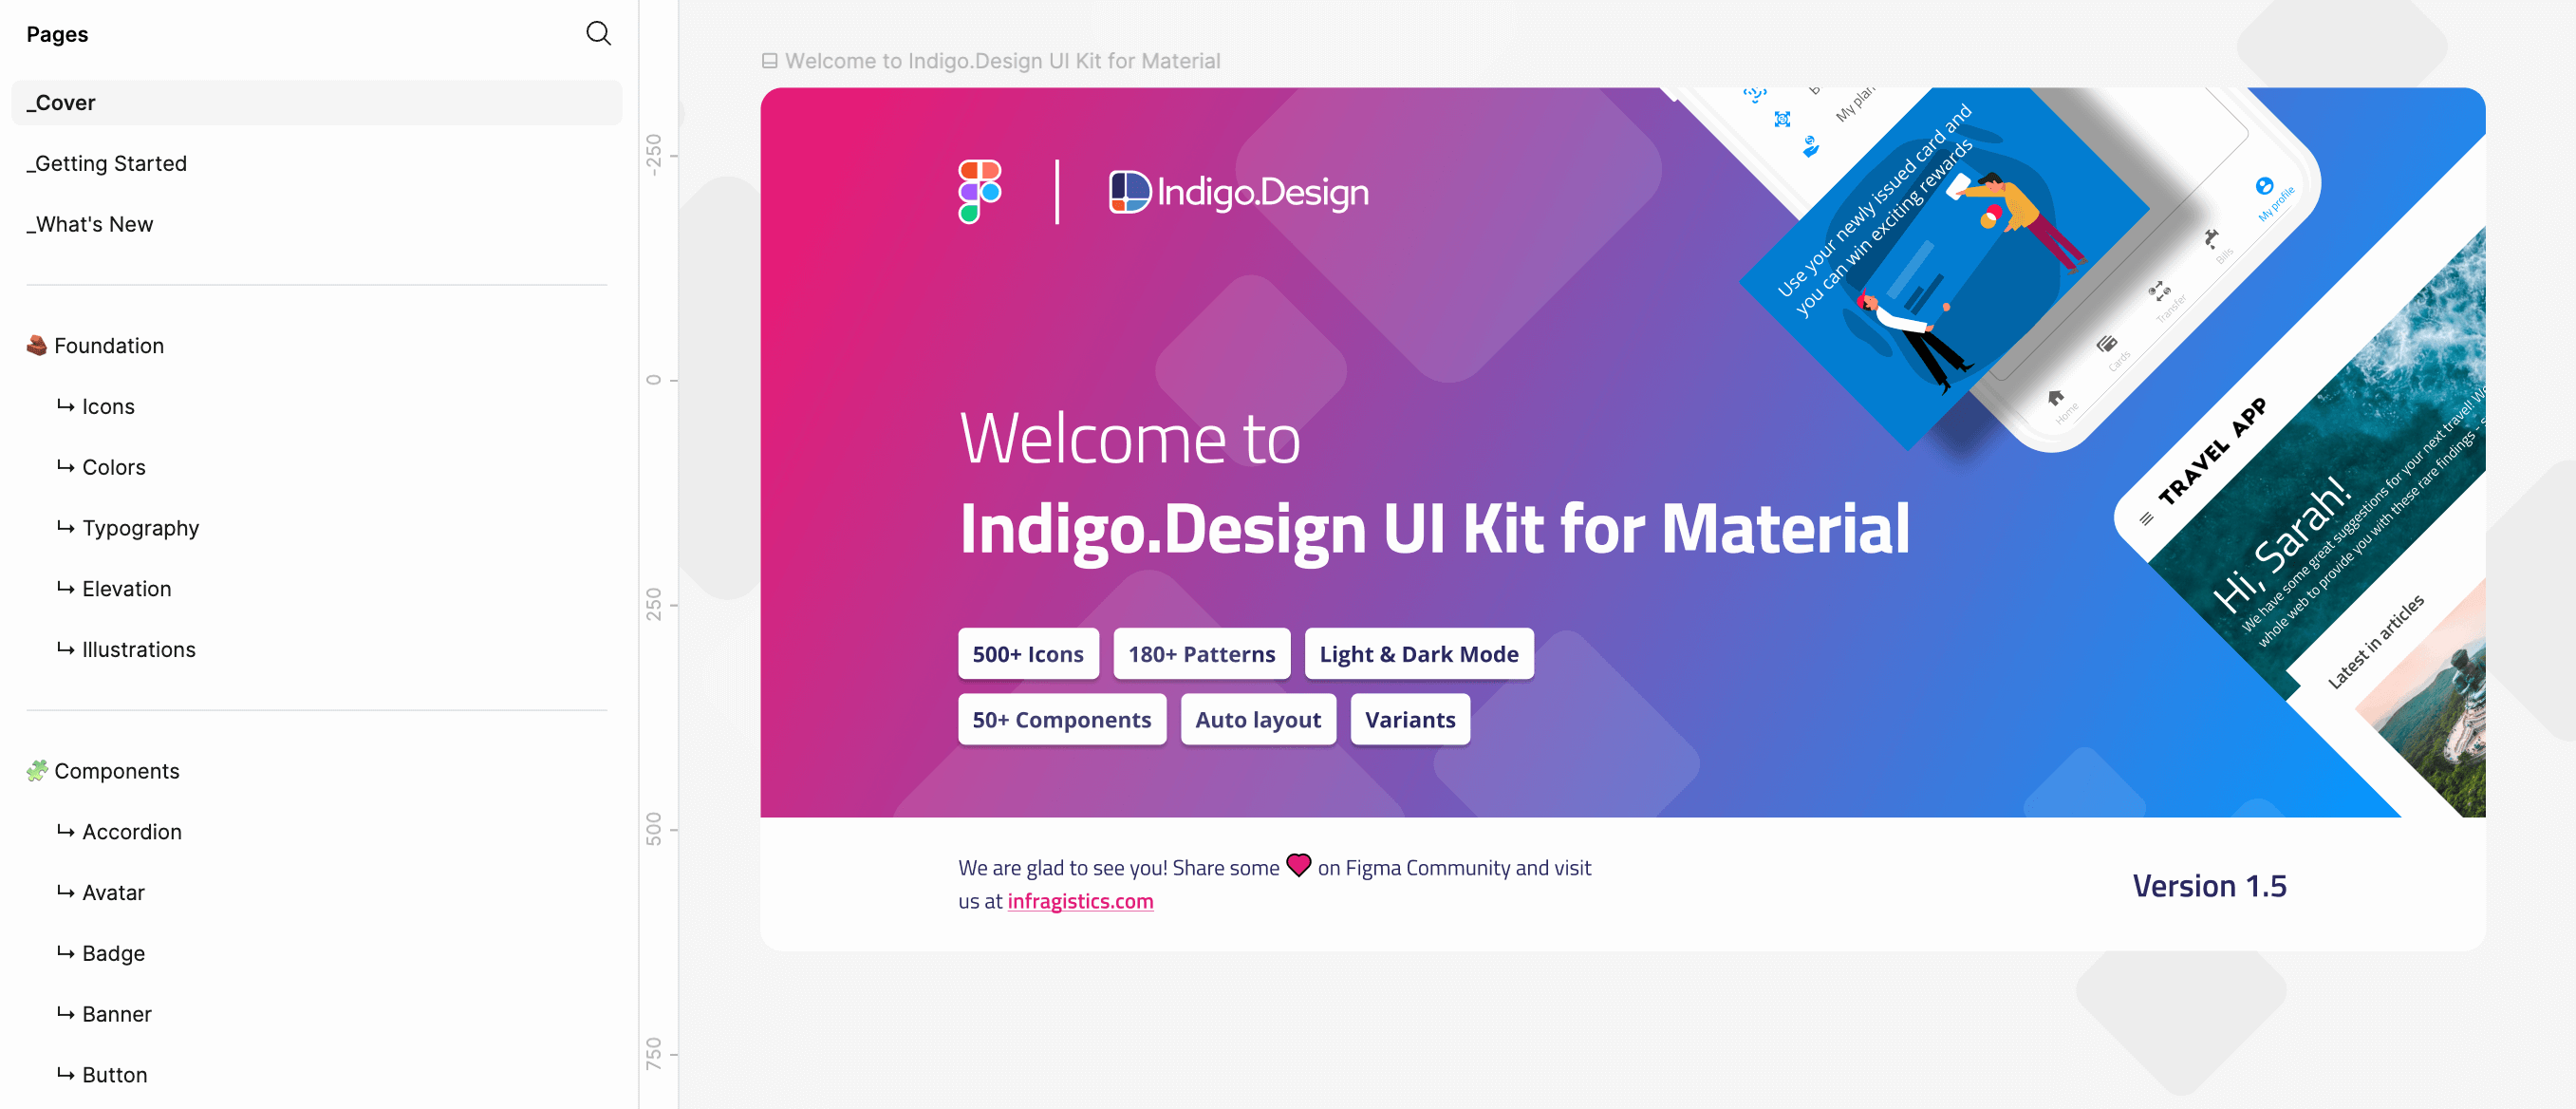 Pages
_Cover
_Getting Started
_What's New
Foundation
↳ Icons
↳ Colors
↳ Typography
↳ Elevation
↳ Illustrations
Components
↳ Accordion
↳ Avatar
↳ Badge
↳ Banner
↳ Button
-250
0
250
500
750
Welcome to Indigo.Design UI Kit for Material
Indigo.Design
Welcome to
Indigo.Design UI Kit for Material
500+ Icons
180+ Patterns
Light & Dark Mode
50+ Components
Auto layout
Variants
My plan
Use your newly issued card and
you can win exciting rewards
Home
Cards
Transfer
Bills
My profile
TRAVEL APP
Hi, Sarah!
We have some great suggestions for your next travel!
whole web to provide you with these rare findings -
Latest in articles
We are glad to see you! Share some ♥ on Figma Community and visit
us at infragistics.com
Version 1.5